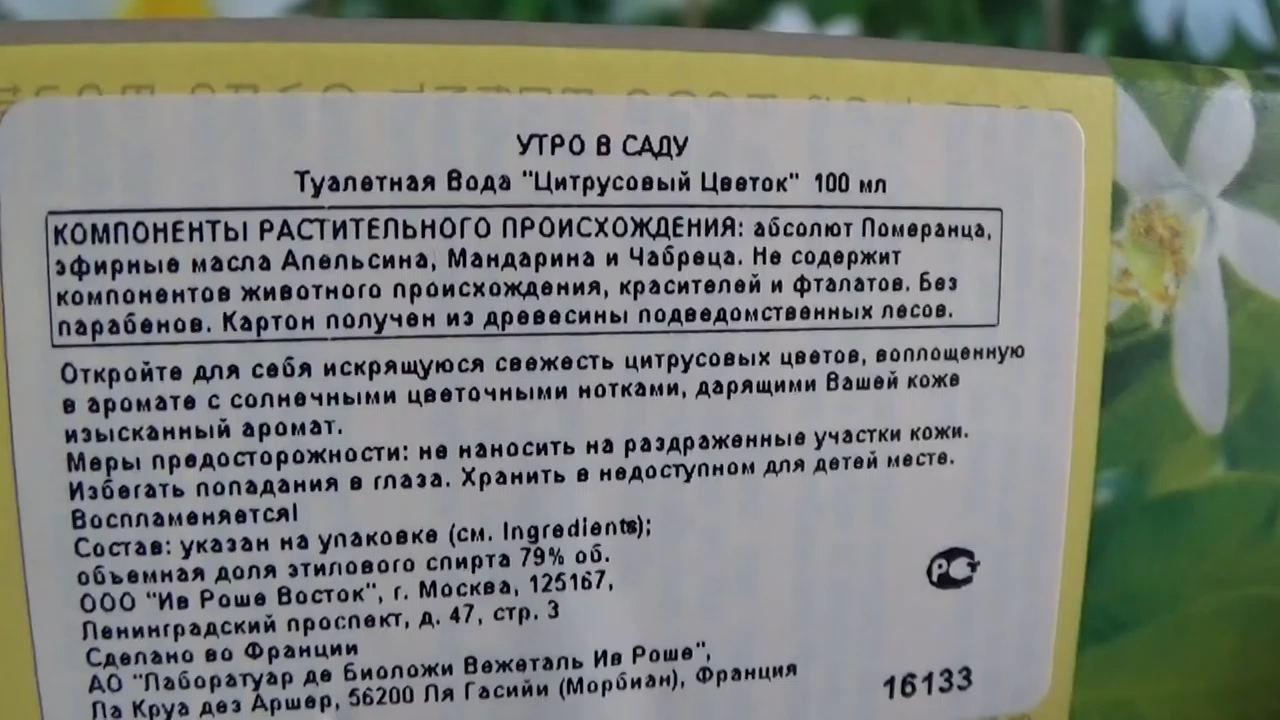 УТРО В САДУ
Туалетная Вода "Цитрусовый Цветок" 100 мл
КОМПОНЕНТЫ РАСТИТЕЛЬНОГО ПРОИСХОЖДЕНИЯ: абсолют Померанца,
эфирные масла Апельсина, Мандарина и Чабреца. Не содержит
компонентов животного происхождения, красителей и фталатов. Без
парабенов. Картон получен из древесины подведомственных лесов.
Откройте для себя искрящуюся свежесть цитрусовых цветов, воплощенную
в аромате с солнечными цветочными нотками, дарящими Вашей коже
изысканный аромат.
Меры предосторожности: не наносить на раздраженные участки кожи.
Избегать попадания в глаза. Хранить в недоступном для детей месте.
Воспламеняется!
Состав: указан на упаковке (см. Ingredients);
объемная доля этилового спирта 79% об.
ООО "Ив Роше Восток", г. Москва, 125167,
Ленинградский проспект, д. 47, стр. 3
Сделано во Франции
АО "Лаборатуар де Биоложи Вежеталь Ив Роше",
Ла Круа дез Аршер, 56200 Ля Гасийи (Морбиан), Франция
РСТ
16133